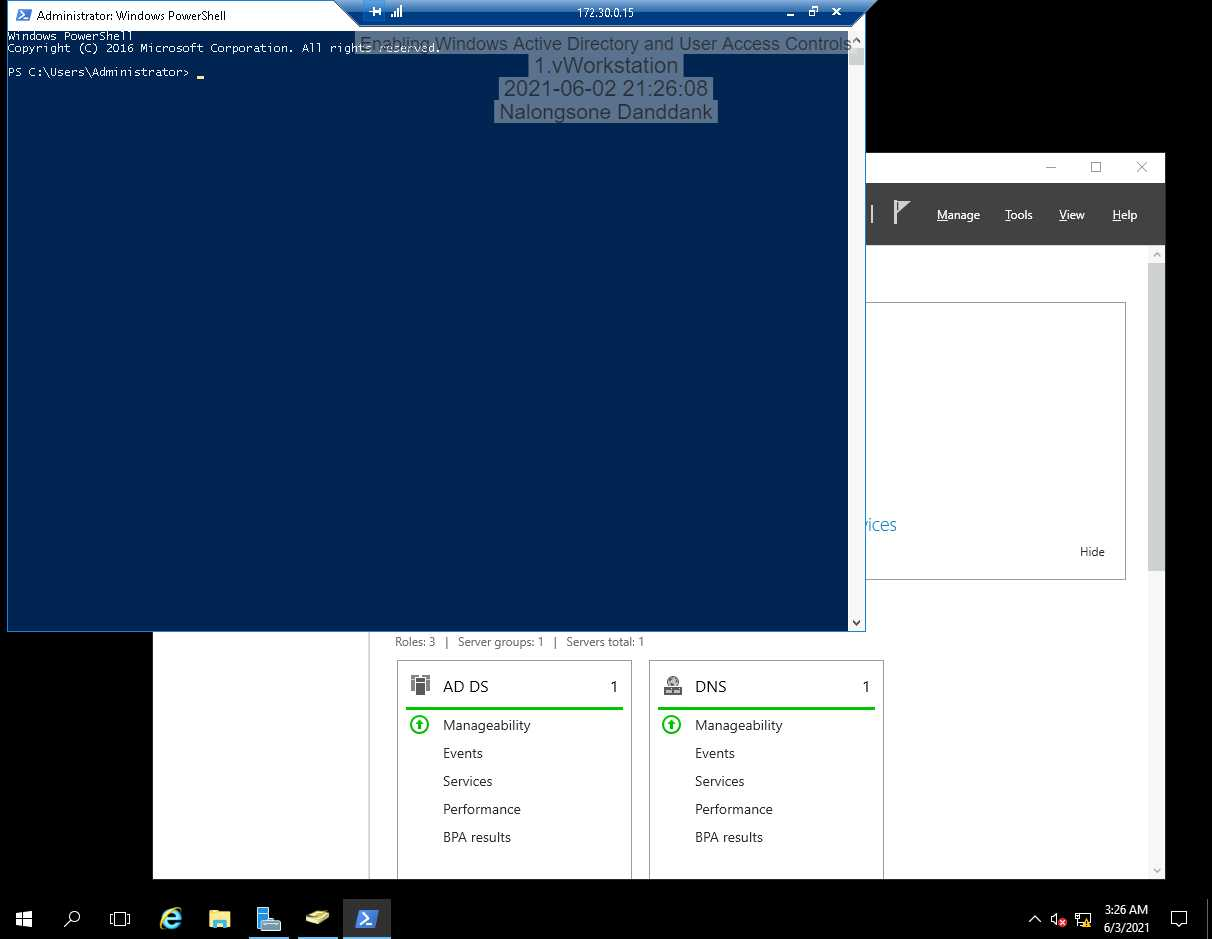 Administrator: Windows PowerShell
172.30.0.15
Windows PowerShell
Copyright (C) 2016 Microsoft Corporation. All rights reserved.
PS C:\Users\Administrator>
Enabling Windows Active Directory and User Access Controls
1.vWorkstation
2021-06-02 21:26:08
Nalongsone Danddank
Manage Tools View Help
Hide
Roles: 3 | Server groups: 1 | Servers total: 1
AD DS 1
Manageability
Events
Services
Performance
BPA results
DNS 1
Manageability
Events
Services
Performance
BPA results
3:26 AM
6/3/2021